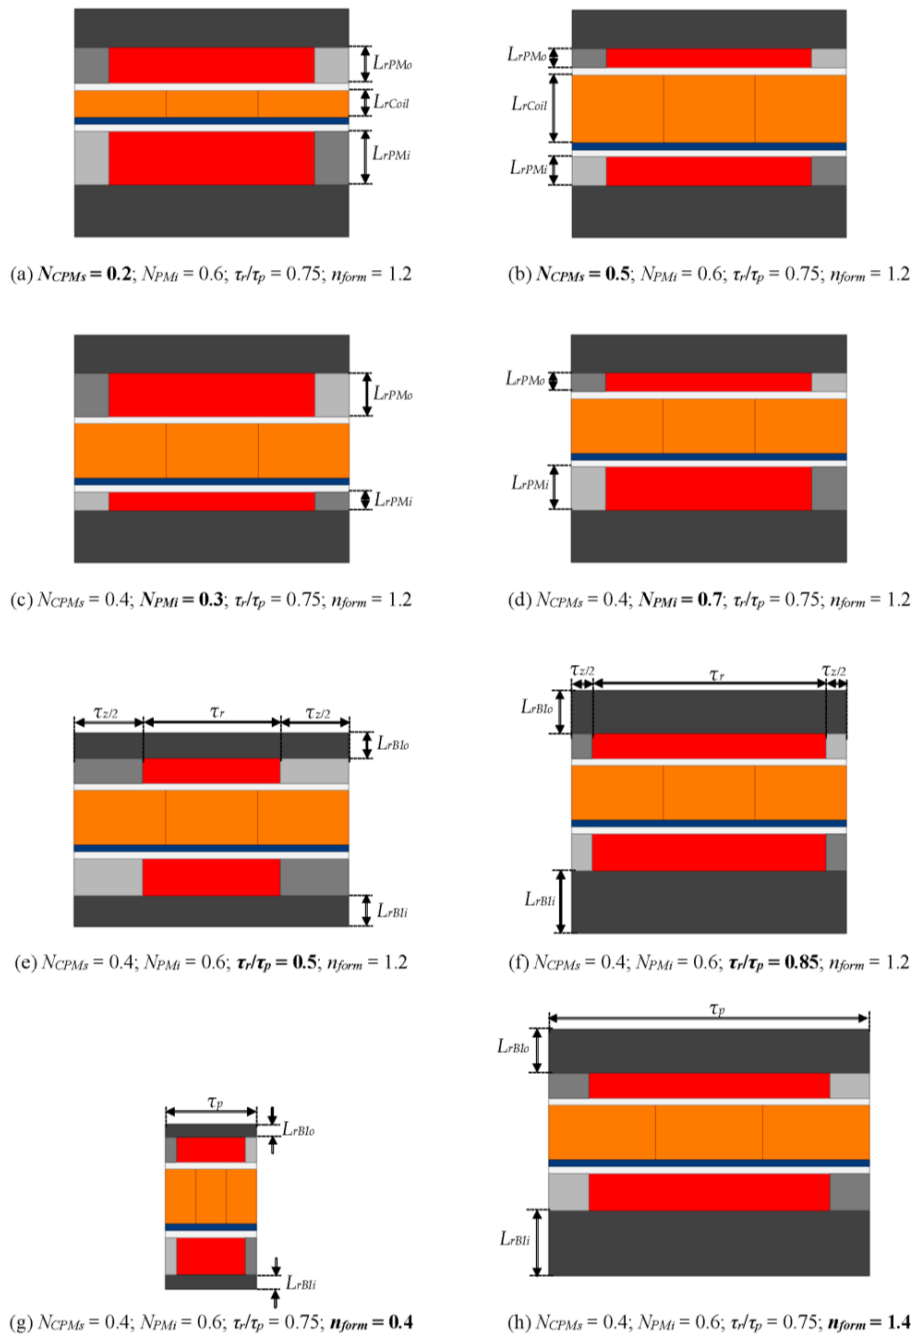 LrPMo
LrCoil
LrPMi
LrPMo
LrCoil
LrPMi
(a) NCPMs = 0.2; NPMi = 0.6; τr/τp = 0.75; nform = 1.2
(b) NCPMs = 0.5; NPMi = 0.6; τr/τp = 0.75; nform = 1.2
LrPMo
LrPMi
LrPMo
LrPMi
(c) NCPMs = 0.4; NPMi = 0.3; τr/τp = 0.75; nform = 1.2
(d) NCPMs = 0.4; NPMi = 0.7; τr/τp = 0.75; nform = 1.2
τz/2 τr τz/2
LrBIo
LrBIi
τz/2 τr τz/2
LrBIo
LrBIi
(e) NCPMs = 0.4; NPMi = 0.6; τr/τp = 0.5; nform = 1.2
(f) NCPMs = 0.4; NPMi = 0.6; τr/τp = 0.85; nform = 1.2
τp
LrBIo
LrBIi
τp
LrBIo
LrBIi
(g) NCPMs = 0.4; NPMi = 0.6; τr/τp = 0.75; nform = 0.4
(h) NCPMs = 0.4; NPMi = 0.6; τr/τp = 0.75; nform = 1.4